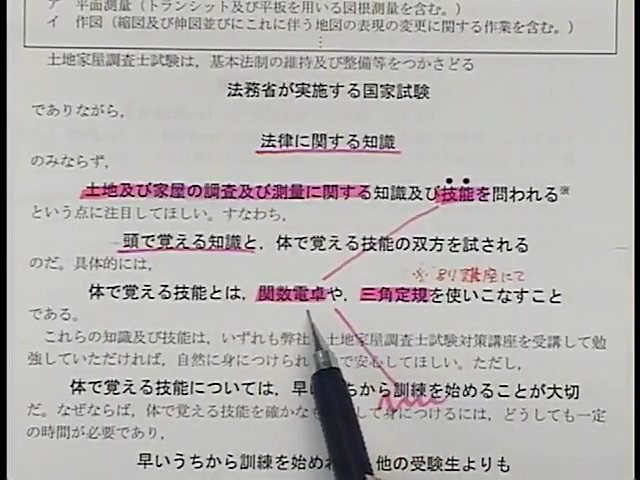 ア 平面測量（トランシット及び平板を用いる図根測量を含む。）
イ 作図（縮図及び伸図並びにこれに伴う地図の表現の変更に関する作業を含む。）
⋮
土地家屋調査士試験は，基本法制の維持及び整備等をつかさどる
法務省が実施する国家試験
でありながら，
法律に関する知識
のみならず，
土地及び家屋の調査及び測量に関する知識及び技能を問われる※
という点に注目してほしい。すなわち，
頭で覚える知識と，体で覚える技能の双方を試される
のだ。具体的には，
※別講座にて
体で覚える技能とは，関数電卓や，三角定規を使いこなすこと
である。
これらの知識及び技能は，いずれも弊社 土地家屋調査士試験対策講座を受講して勉
強していただければ，自然に身につけられ で安心してほしい。ただし，
体で覚える技能については，早いうちから訓練を始めることが大切
だ。なぜならば，体で覚える技能を確かなも して身につけるには，どうしても一定
の時間が必要であり，
早いうちから訓練を始めれ 他の受験生よりも